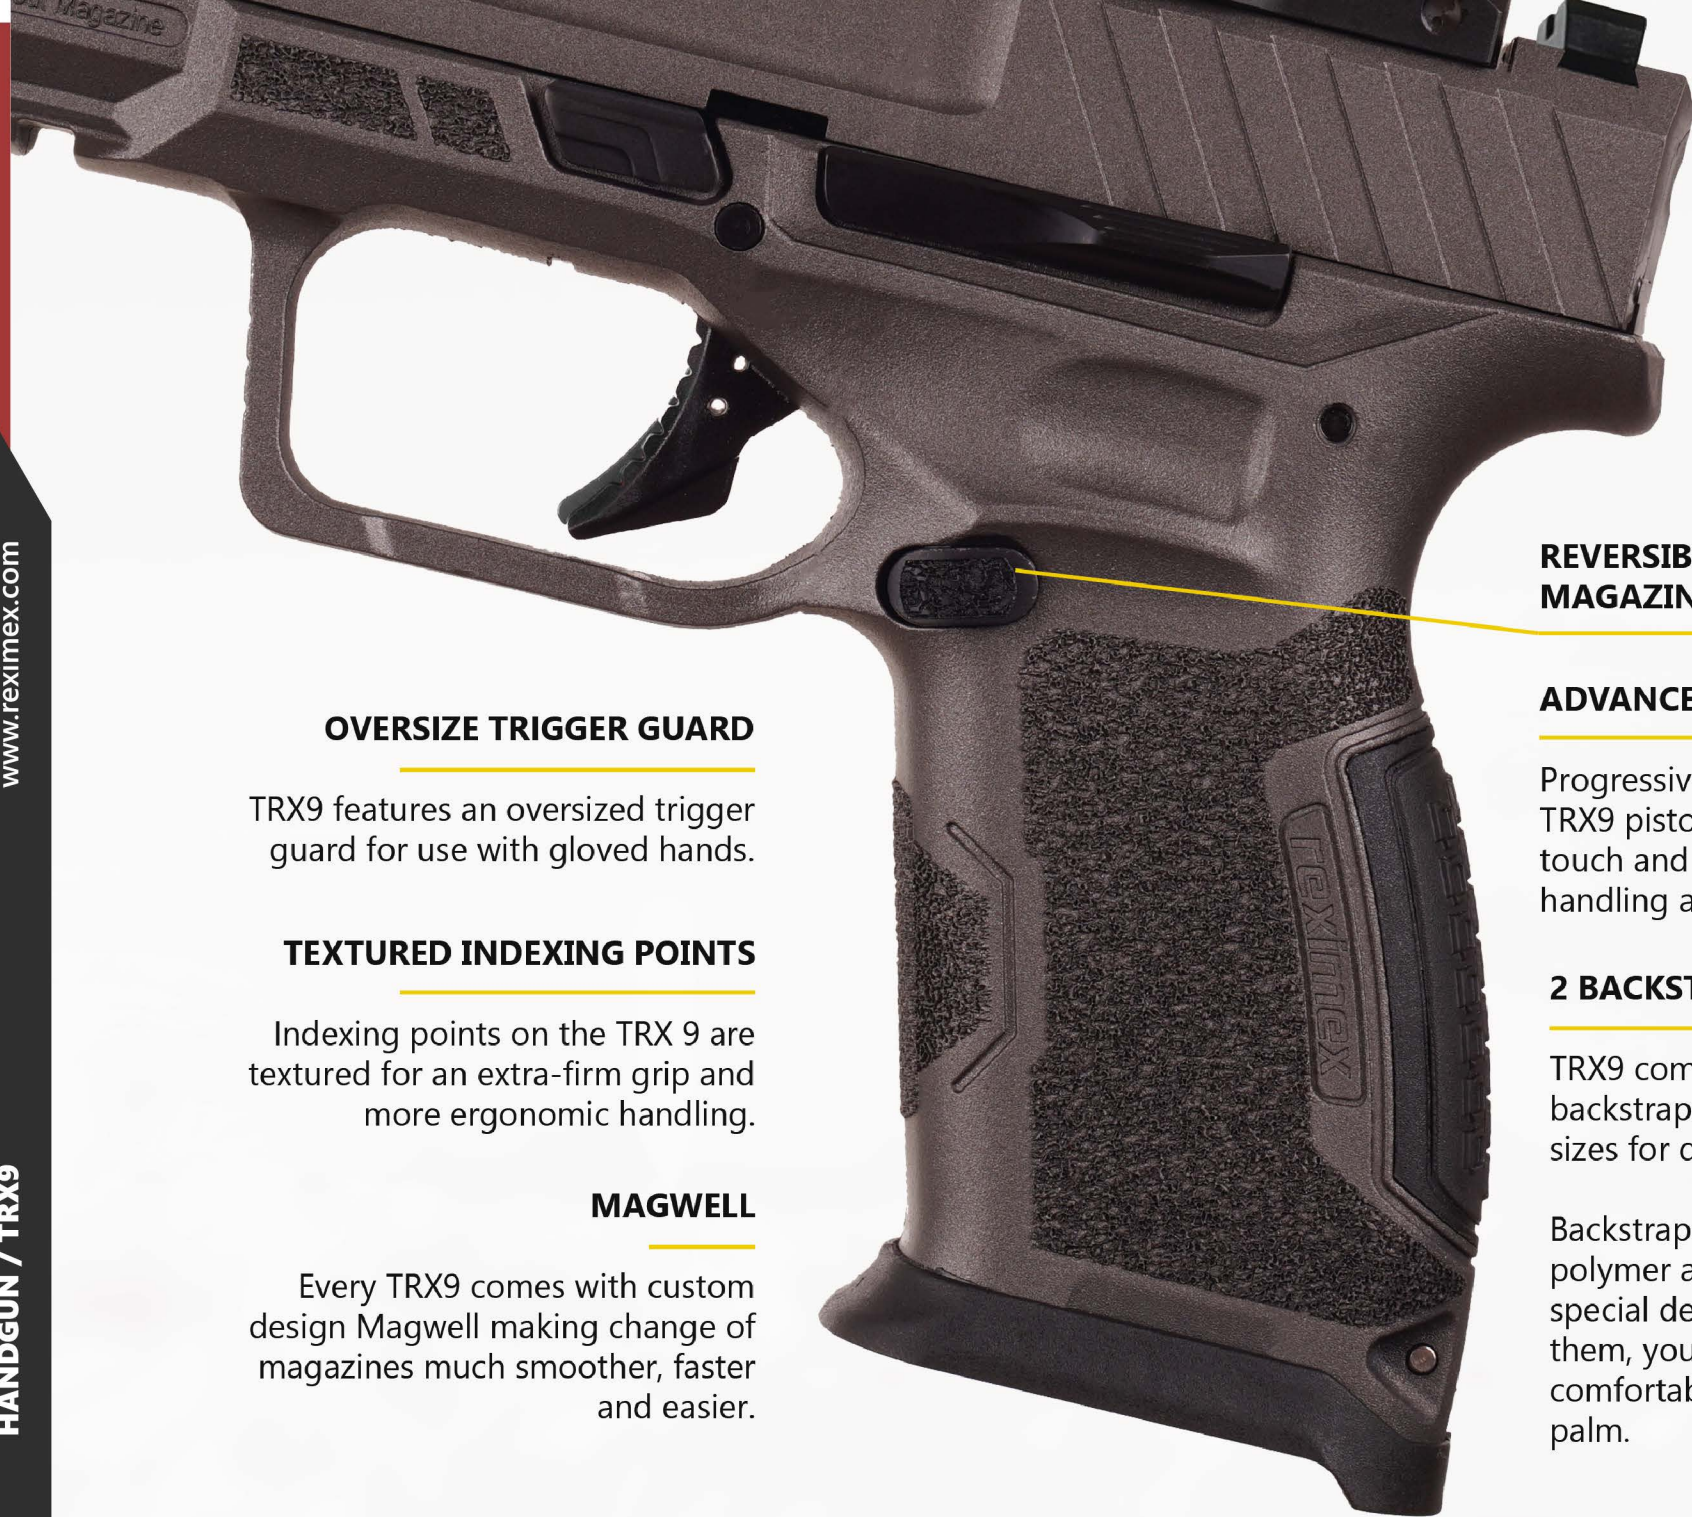 Magazine
www.reximex.com
HANDGUN / TRX9
OVERSIZE TRIGGER GUARD
TRX9 features an oversized trigger
guard for use with gloved hands.
TEXTURED INDEXING POINTS
Indexing points on the TRX 9 are
textured for an extra-firm grip and
more ergonomic handling.
MAGWELL
Every TRX9 comes with custom
design Magwell making change of
magazines much smoother, faster
and easier.
reximex
REVERSIB
MAGAZIN
ADVANCE
Progressiv
TRX9 pisto
touch and
handling a
2 BACKST
TRX9 com
backstrap
sizes for
Backstrap
polymer a
special de
them, you
comfortab
palm.